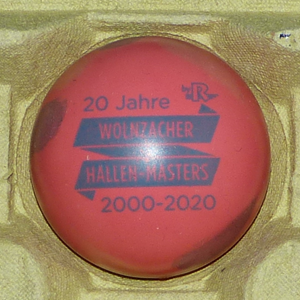 R
20 Jahre
WOLNZACHER
HALLEN-MASTERS
2000-2020